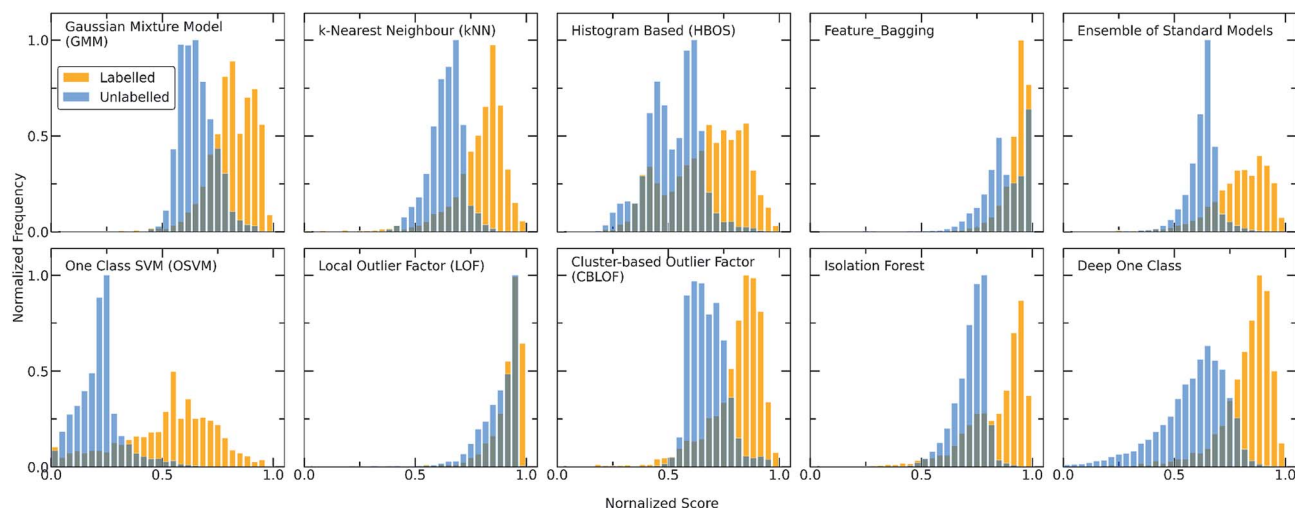 Gaussian Mixture Model
(GMM)
k-Nearest Neighbour (kNN)
Histogram Based (HBOS)
Feature_Bagging
Ensemble of Standard Models
Labelled
Unlabelled
1.0
0.5
0.0
One Class SVM (OSVM)
Local Outlier Factor (LOF)
Cluster-based Outlier Factor
(CBLOF)
Isolation Forest
Deep One Class
1.0
0.5
0.0
Normalized Frequency
0.0 0.5 1.0 0.5 1.0 0.5 1.0 0.5 1.0 0.5 1.0
Nornalized Score